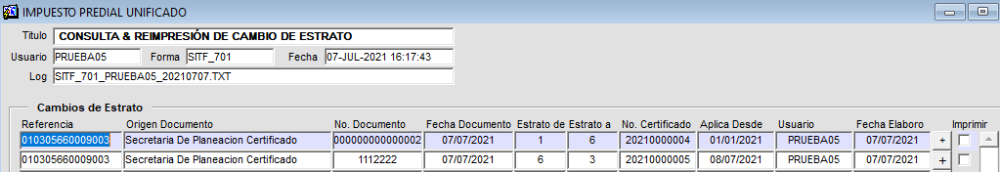 IMPUESTO PREDIAL UNIFICADO
Titulo CONSULTA & REIMPRESIÓN DE CAMBIO DE ESTRATO
Usuario PRUEBA05 Forma SITF_701 Fecha 07-JUL-2021 16:17:43
Log SITF_701_PRUEBA05_20210707.TXT
Cambios de Estrato
Referencia Origen Documento No. Documento Fecha Documento Estrato de Estrato a No. Certificado Aplica Desde Usuario Fecha Elaboro Imprimir
010305660009003 Secretaria De Planeacion Certificado 000000000000002 07/07/2021 1 6 20210000004 01/01/2021 PRUEBA05 07/07/2021 +
010305660009003 Secretaria De Planeacion Certificado 1112222 07/07/2021 6 3 20210000005 08/07/2021 PRUEBA05 07/07/2021 +